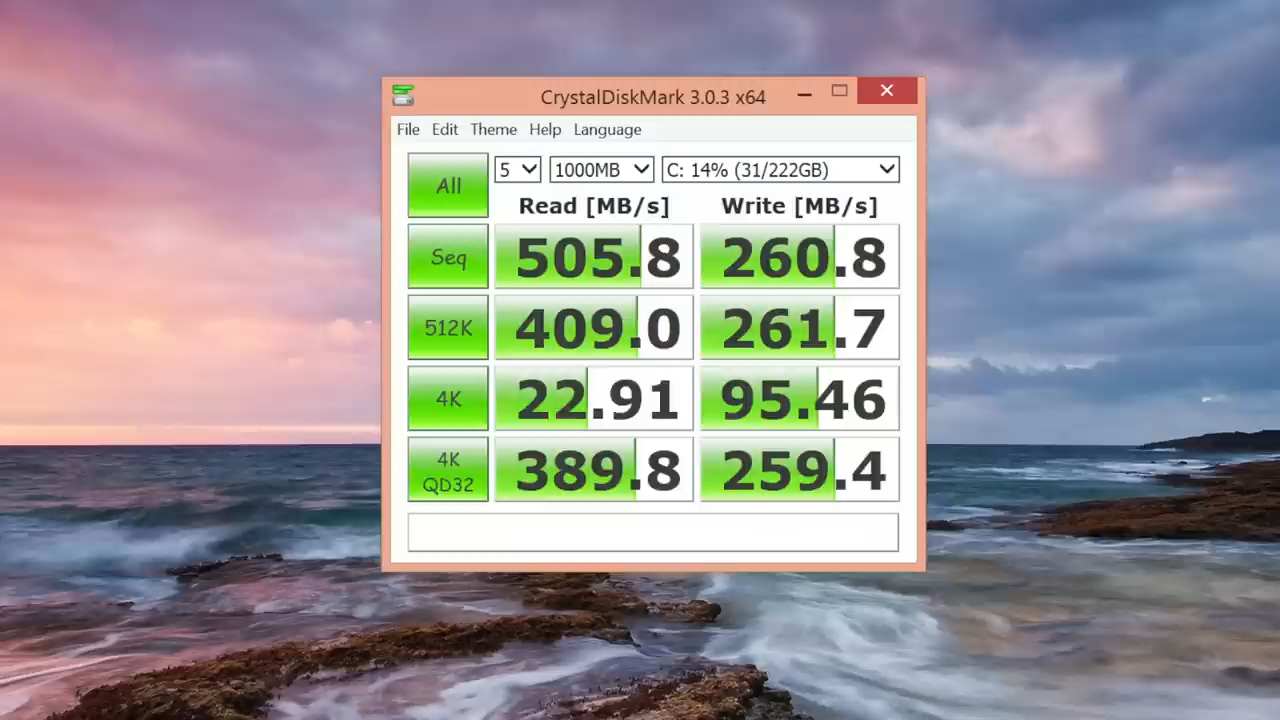 CrystalDiskMark 3.0.3 x64
File Edit Theme Help Language
All 5 1000MB C: 14% (31/222GB)
Read [MB/s] Write [MB/s]
Seq 505.8 260.8
512K 409.0 261.7
4K 22.91 95.46
4K QD32 389.8 259.4